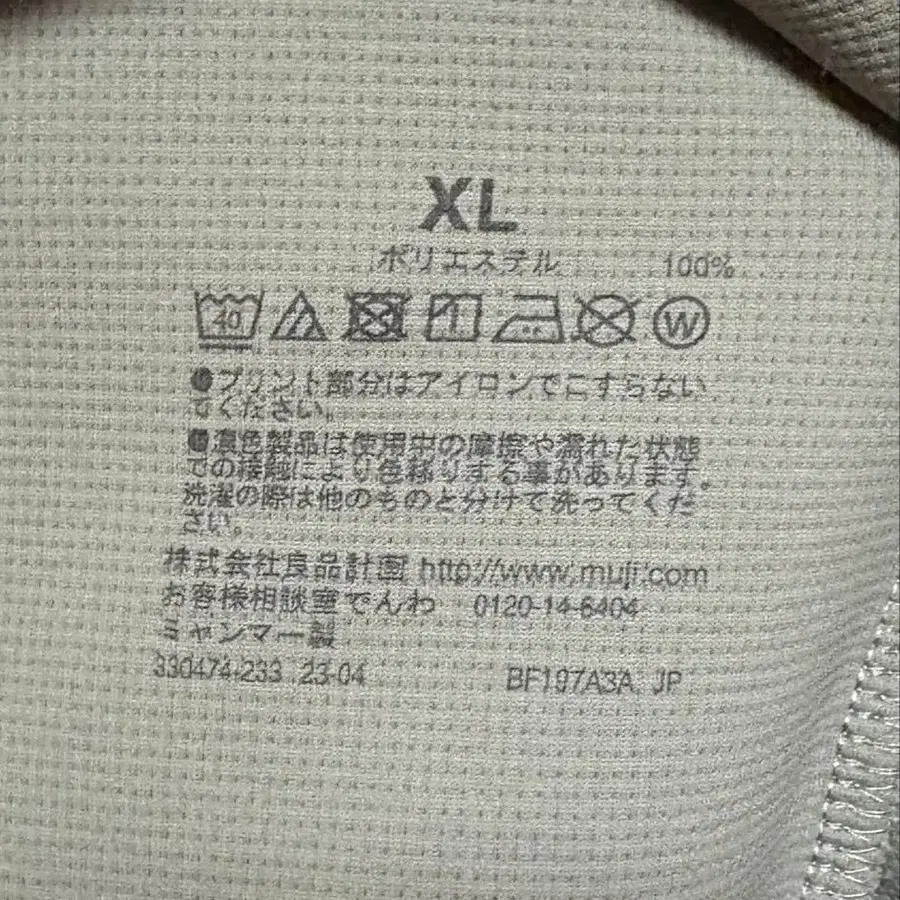 XL
ポリエステル 100%
40
W
●プリント部分はアイロンでこすらない
でください。
●濃色製品は使用中の摩擦や濡れた状態
での接触により色移りする事があります。
洗濯の際は他のものと分けて洗ってくだ
さい。
株式会社良品計画 http://www.muji.com
お客様相談室でんわ 0120-14-6404
ミャンマー製
330474-233 23-04 BF197A3A JP